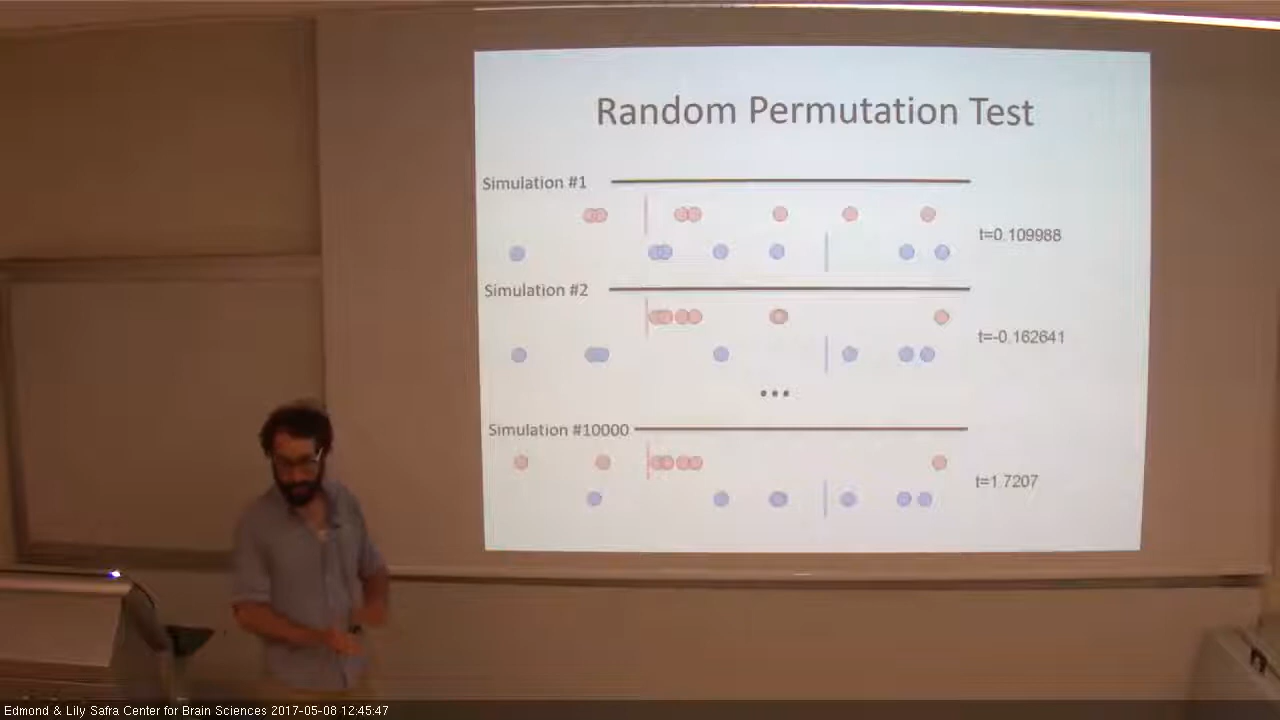 Random Permutation Test
Simulation #1
t=0.109988
Simulation #2
t=-0.162641
...
Simulation #10000
t=1.7207
Edmond & Lily Safra Center for Brain Sciences 2017-05-08 12:45:47